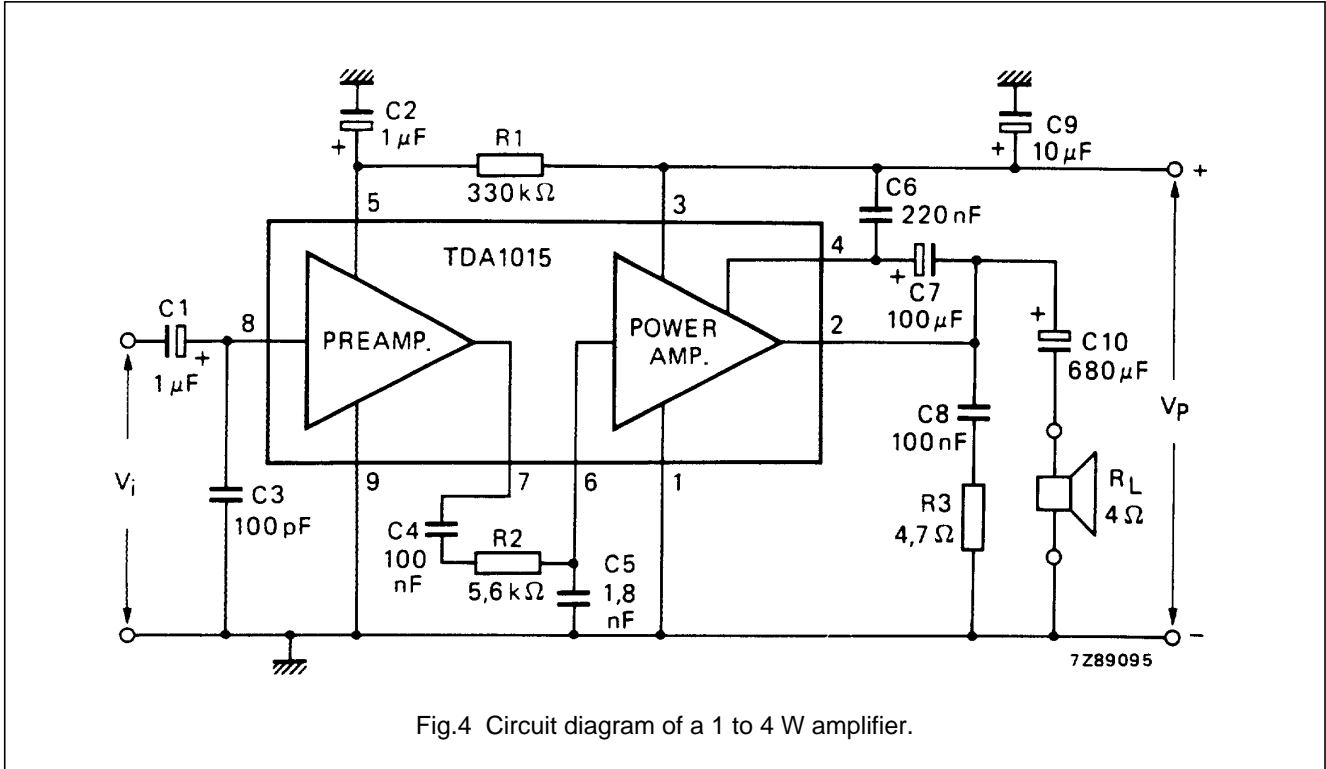 C2
1 μF
+
R1
330 kΩ
C9
+
10 μF
+
C6
220 nF
5
3
TDA1015
4
+
C7
100 μF
C1
8
+
1 μF
PREAMP.
POWER
AMP.
2
+
C10
680 μF
Vi
C3
100 pF
9
7
6
1
C8
100 nF
VP
C4
100
nF
R2
5,6 kΩ
C5
1,8
nF
R3
4,7 Ω
RL
4 Ω
−
7Z89095
Fig.4 Circuit diagram of a 1 to 4 W amplifier.